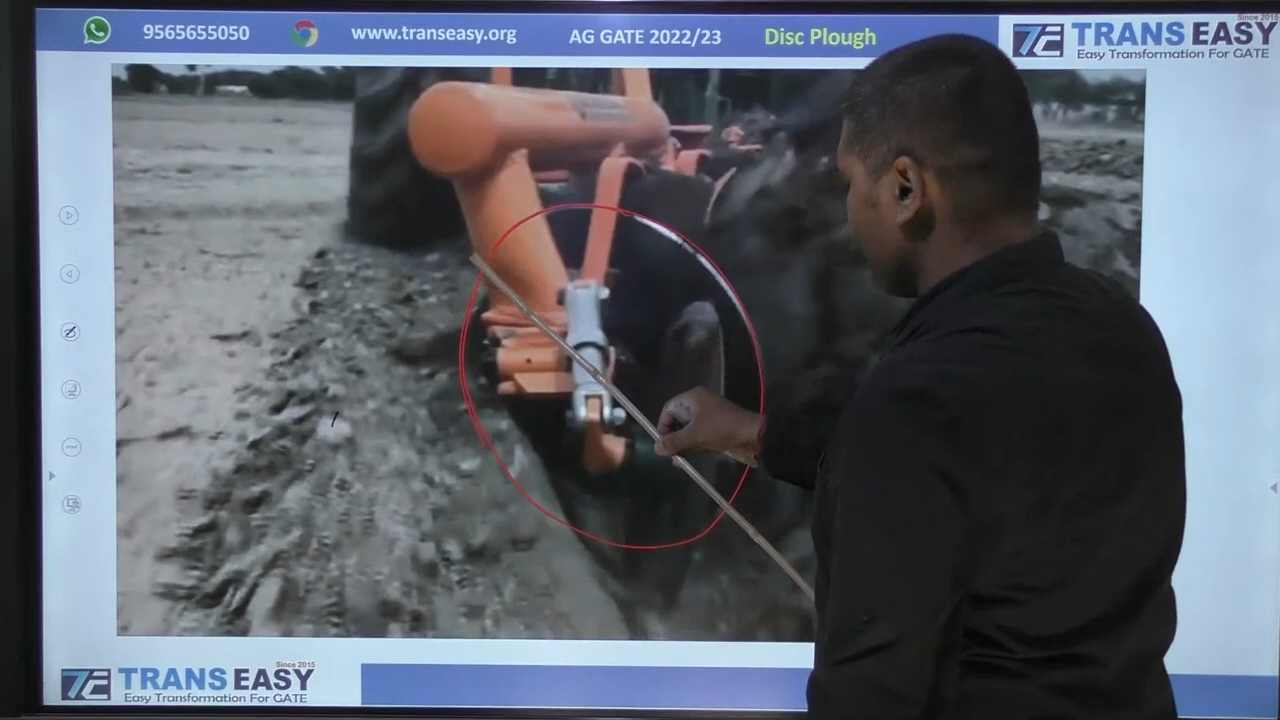 9565655050 www.transeasy.org AG GATE 2022/23 Disc Plough
Since 2015
TRANS EASY
Easy Transformation For GATE
Since 2015
TRANS EASY
Easy Transformation For GATE